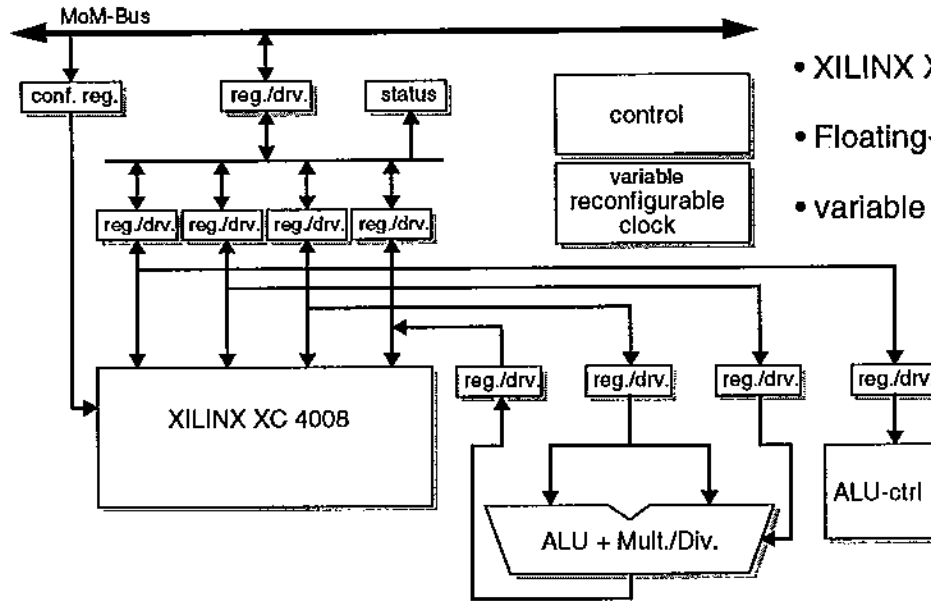 MoM-Bus
conf. reg.
reg./drv.
status
control
variable
reconfigurable
clock
• XILINX X
• Floating-
• variable
reg./drv.
reg./drv.
reg./drv.
reg./drv.
XILINX XC 4008
reg./drv.
reg./drv.
reg./drv.
reg./drv
ALU + Mult./Div.
ALU-ctrl